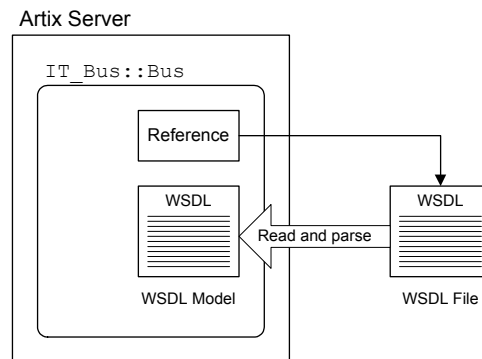 Artix Server
IT_Bus::Bus
Reference
WSDL
WSDL
Read and parse
WSDL Model
WSDL File